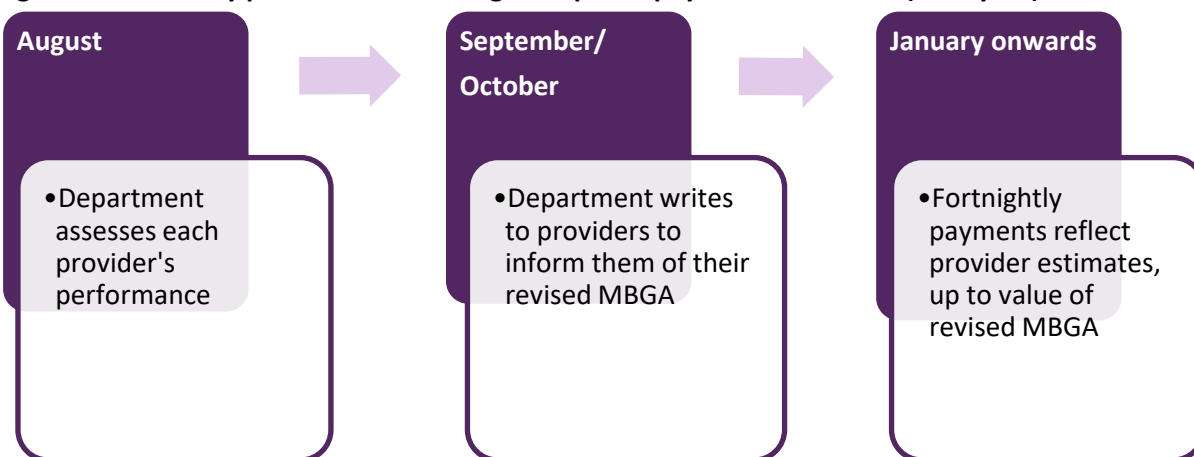 August
•Department
assesses each
provider's
performance
September/
October
•Department writes
to providers to
inform them of their
revised MBGA
January onwards
•Fortnightly
payments reflect
provider estimates,
up to value of
revised MBGA